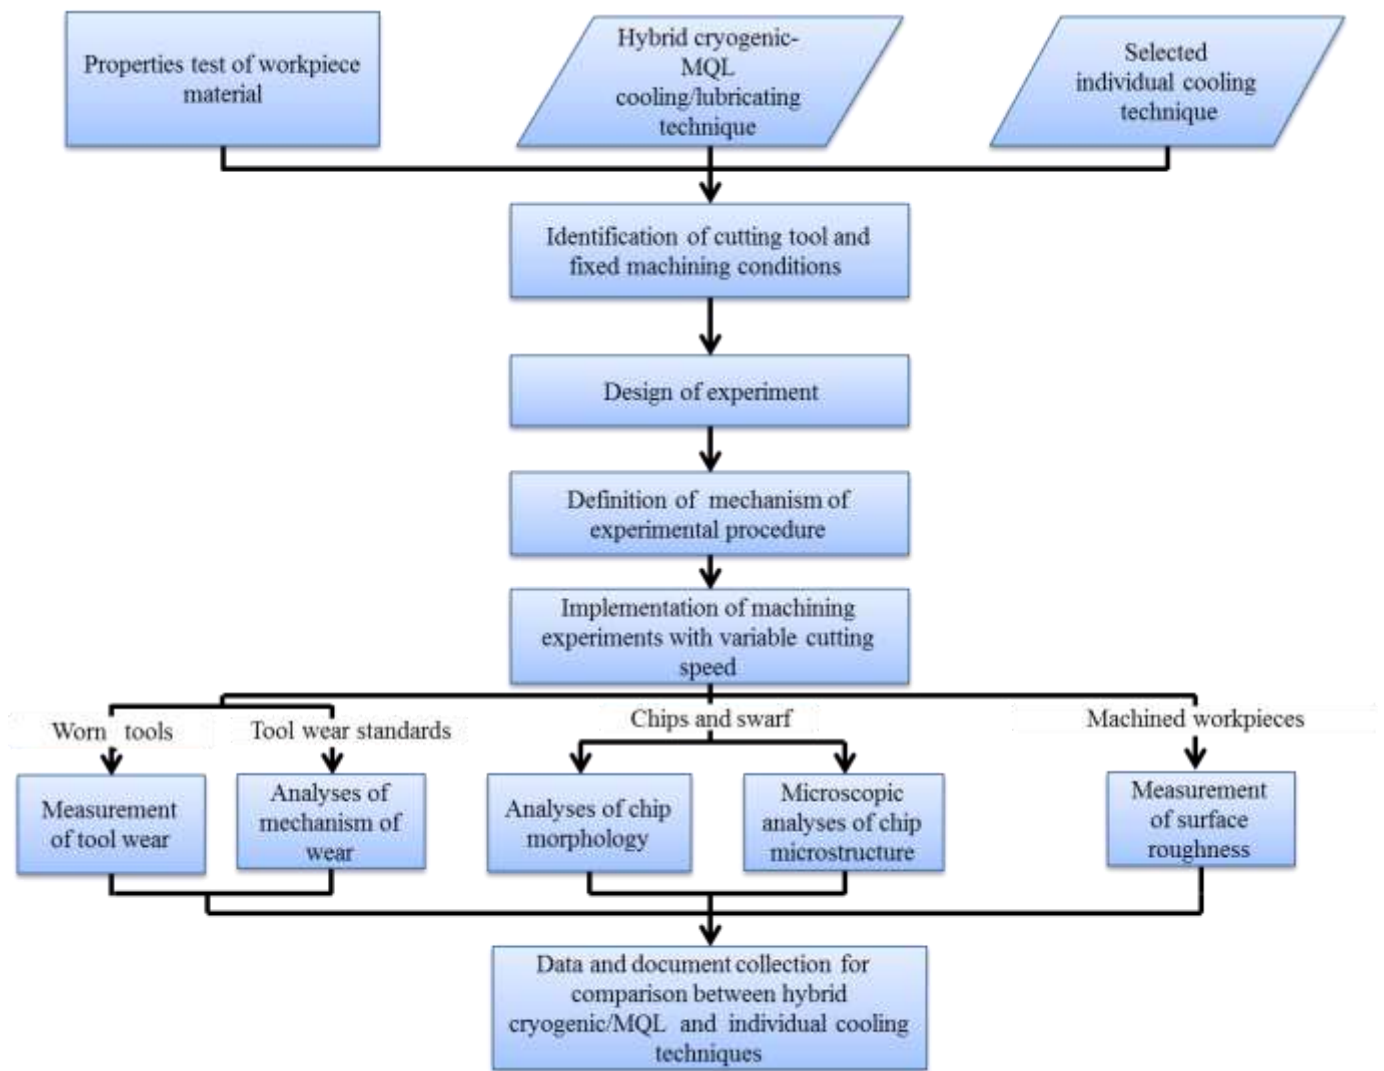 Properties test of workpiece
material
Hybrid cryogenic-
MQL
cooling/lubricating
technique
Selected
individual cooling
technique
Identification of cutting tool and
fixed machining conditions
Design of experiment
Definition of mechanism of
experimental procedure
Implementation of machining
experiments with variable cutting
speed
Worn tools
Tool wear standards
Chips and swarf
Machined workpieces
Measurement
of tool wear
Analyses of
mechanism of
wear
Analyses of chip
morphology
Microscopic
analyses of chip
microstructure
Measurement
of surface
roughness
Data and document collection for
comparison between hybrid
cryogenic/MQL and individual cooling
techniques